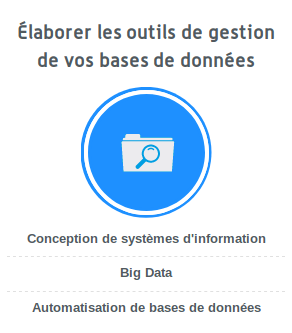 Élaborer les outils de gestion
de vos bases de données
Conception de systèmes d'information
Big Data
Automatisation de bases de données